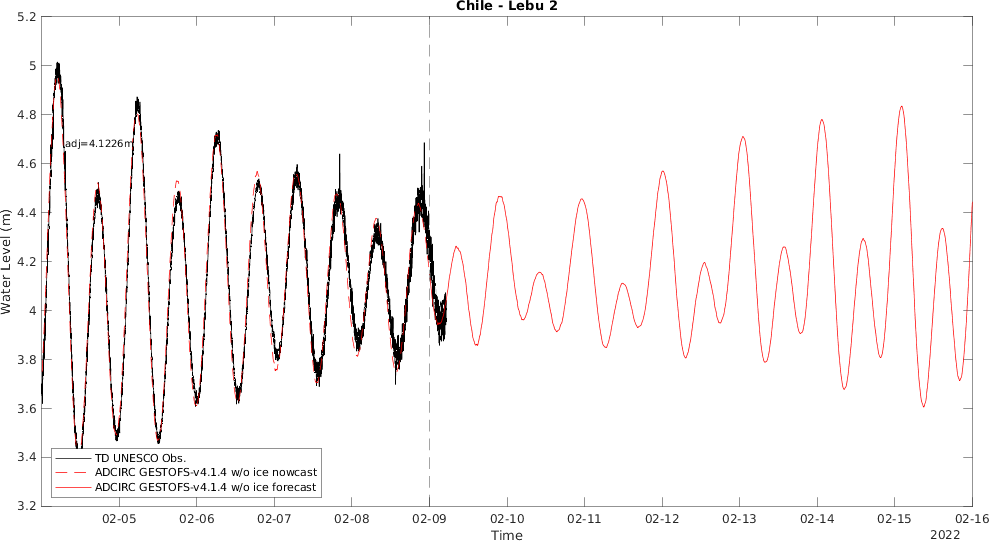 Chile - Lebu 2
5.2
5
4.8
4.6
4.4
4.2
4
3.8
3.6
3.4
3.2
Water Level (m)
adj=4.1226m
TD UNESCO Obs.
ADCIRC GESTOFS-v4.1.4 w/o ice nowcast
ADCIRC GESTOFS-v4.1.4 w/o ice forecast
02-05 02-06 02-07 02-08 02-09 02-10 02-11 02-12 02-13 02-14 02-15 02-16
Time
2022